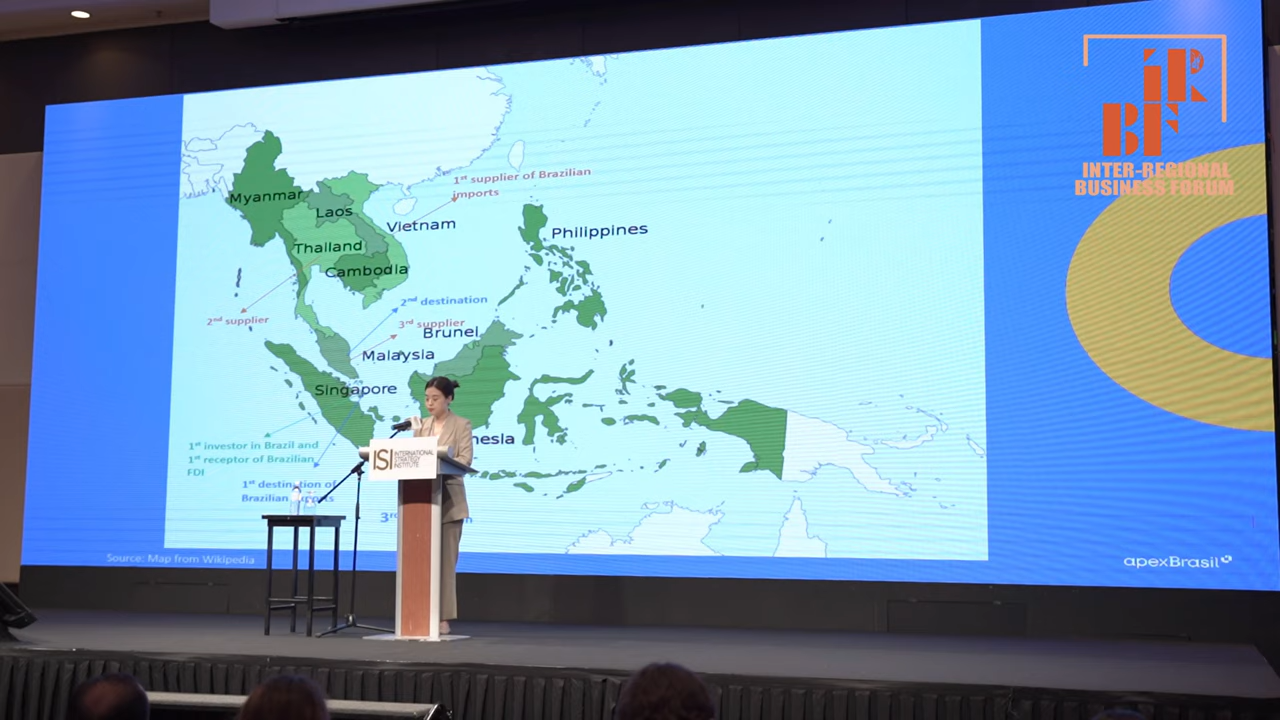 INTER-REGIONAL
BUSINESS FORUM
1st supplier of Brazilian
imports
Myanmar
Laos
Vietnam
Philippines
Thailand
Cambodia
2nd destination
2nd supplier
3rd supplier
Brunei
Malaysia
Singapore
nesia
1st investor in Brazil and
1st receptor of Brazilian
FDI
1st destination of
Brazilian
ISI INTERNATIONAL
STRATEGY
INSTITUTE
Source: Map from Wikipedia
apexBrasil